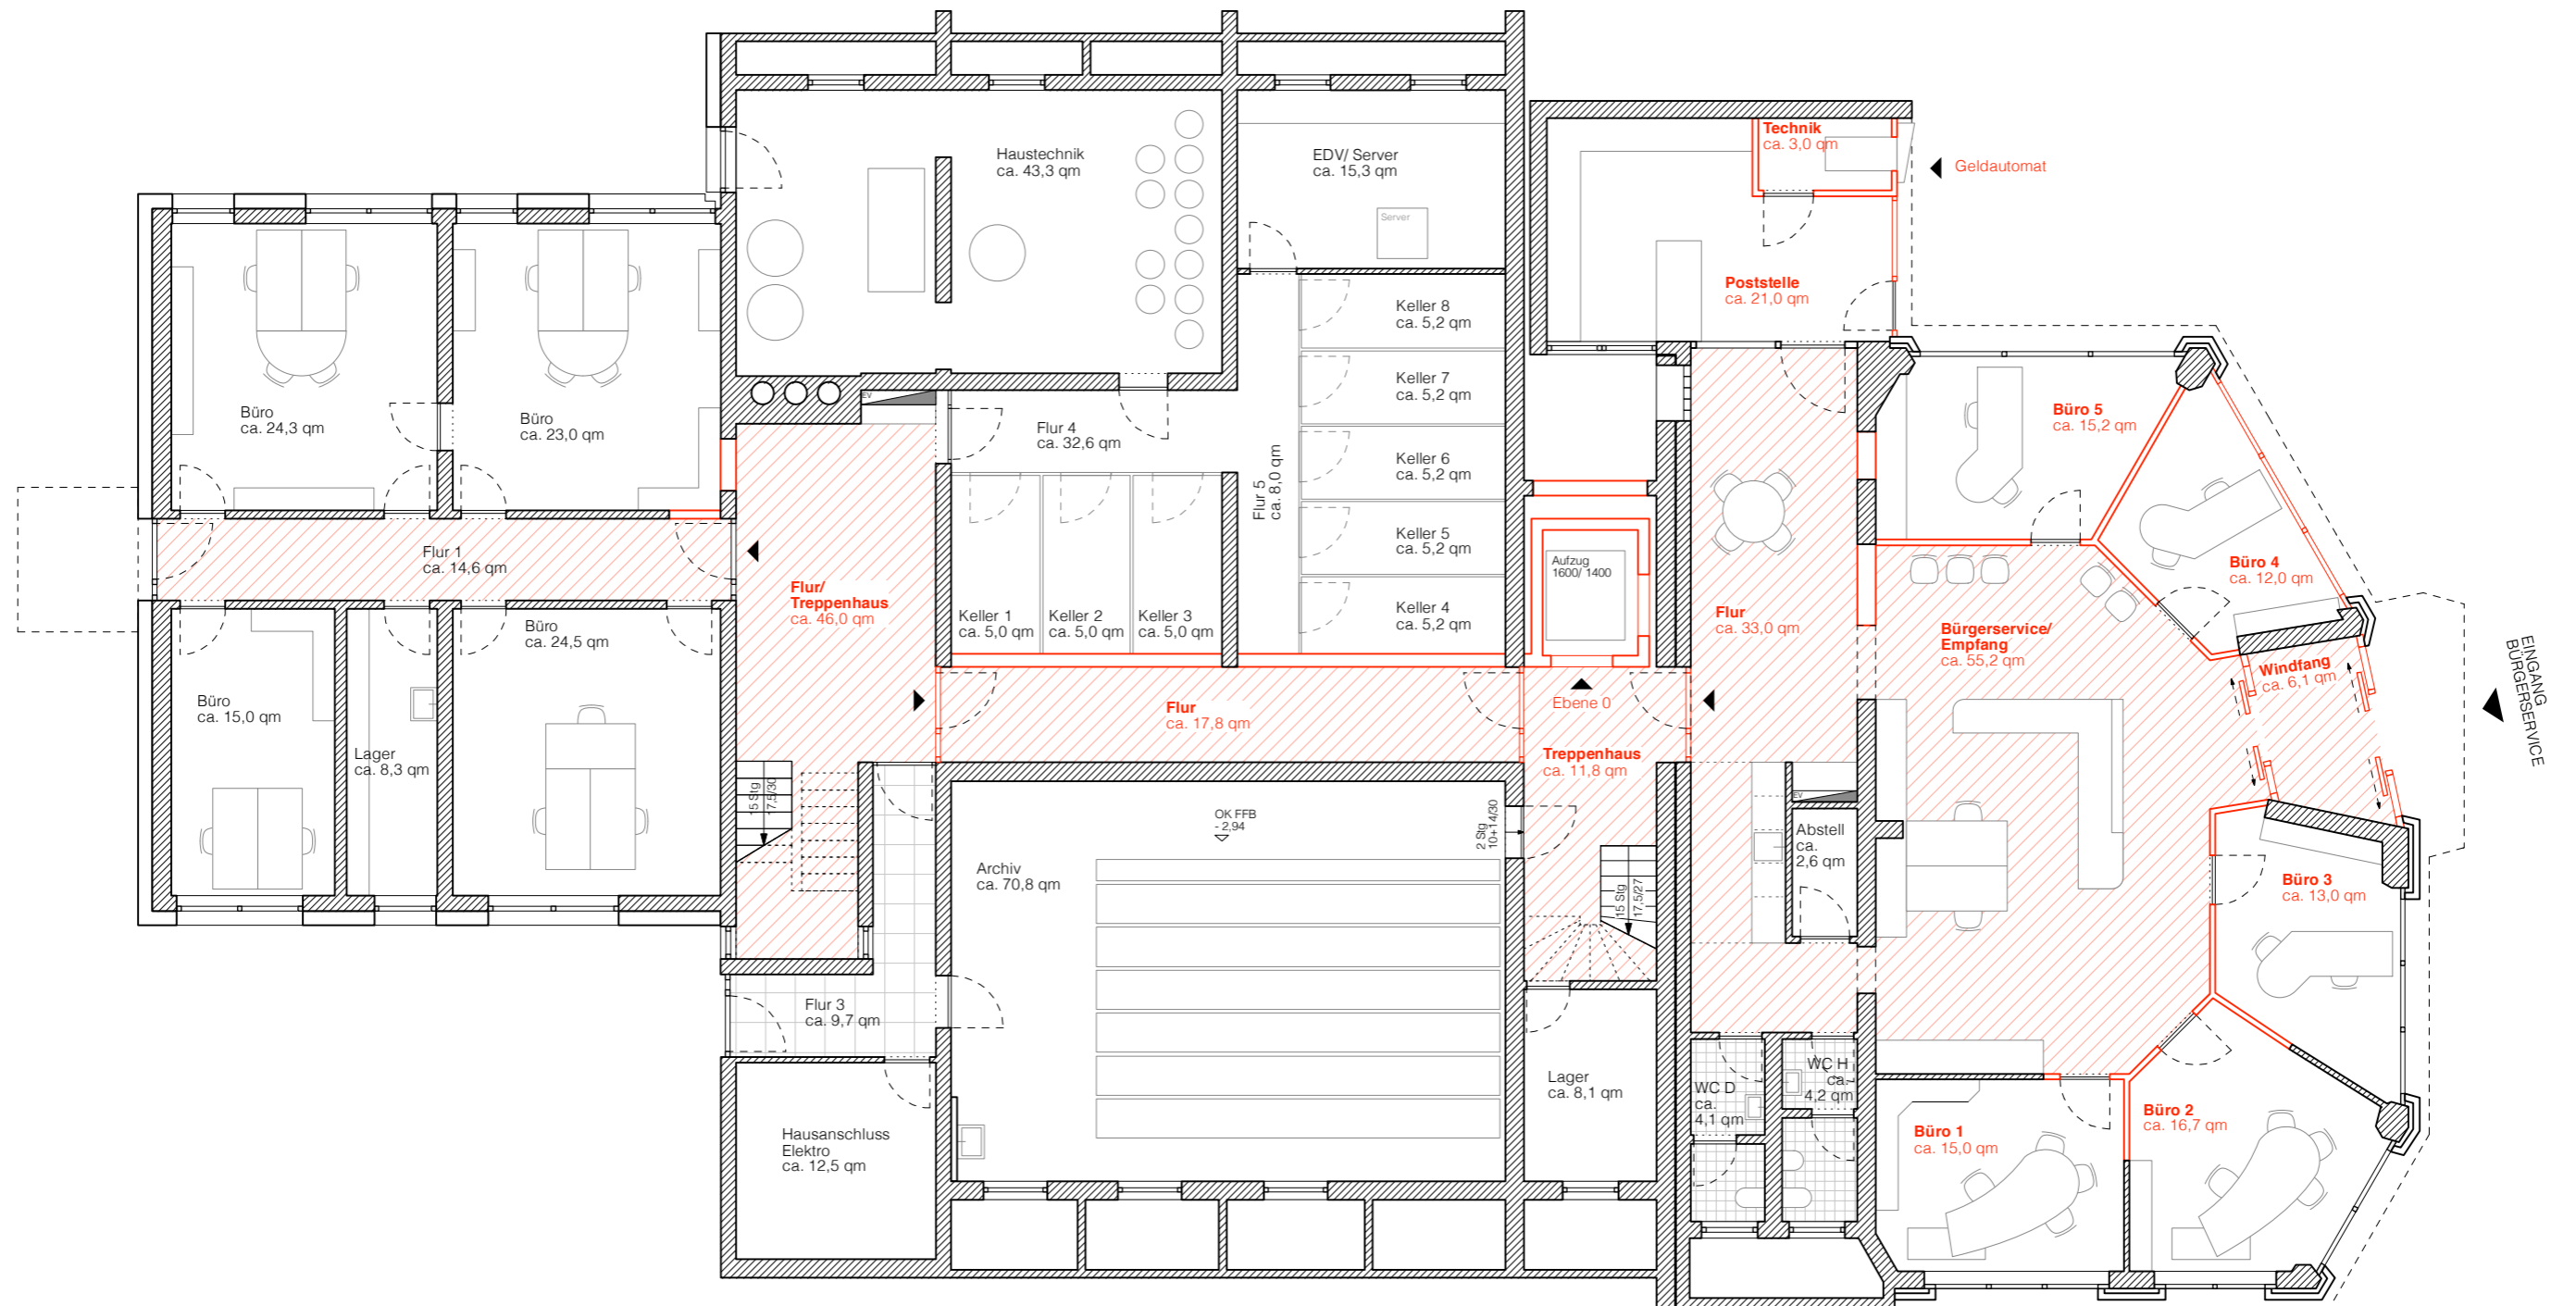 Technik
ca. 3,0 qm
Geldautomat
Haustechnik
ca. 43,3 qm
EDV/ Server
ca. 15,3 qm
Server
Poststelle
ca. 21,0 qm
Keller 8
ca. 5,2 qm
Keller 7
ca. 5,2 qm
Keller 6
ca. 5,2 qm
Keller 5
ca. 5,2 qm
Keller 4
ca. 5,2 qm
Büro
ca. 24,3 qm
Büro
ca. 23,0 qm
EV
Flur 4
ca. 32,6 qm
Flur 5
ca. 8,0 qm
Büro 5
ca. 15,2 qm
Büro 4
ca. 12,0 qm
Flur 1
ca. 14,6 qm
Flur/
Treppenhaus
ca. 46,0 qm
Keller 1
ca. 5,0 qm
Keller 2
ca. 5,0 qm
Keller 3
ca. 5,0 qm
Aufzug
1600/ 1400
Flur
ca. 33,0 qm
Bürgerservice/
Empfang
ca. 55,2 qm
Windfang
ca. 6,1 qm
EINGANG
BÜRGERSERVICE
Büro
ca. 24,5 qm
Büro
ca. 15,0 qm
Lager
ca. 8,3 qm
Flur
ca. 17,8 qm
Ebene 0
Treppenhaus
ca. 11,8 qm
15 Stg
17,5/30
OK FFB
- 2,94
2 Stg
10+14/30
EV
Abstell
ca.
2,6 qm
Archiv
ca. 70,8 qm
15 Stg
17,5/27
Büro 3
ca. 13,0 qm
Flur 3
ca. 9,7 qm
Lager
ca. 8,1 qm
WC D
ca.
4,1 qm
WC H
ca.
4,2 qm
Hausanschluss
Elektro
ca. 12,5 qm
Büro 1
ca. 15,0 qm
Büro 2
ca. 16,7 qm